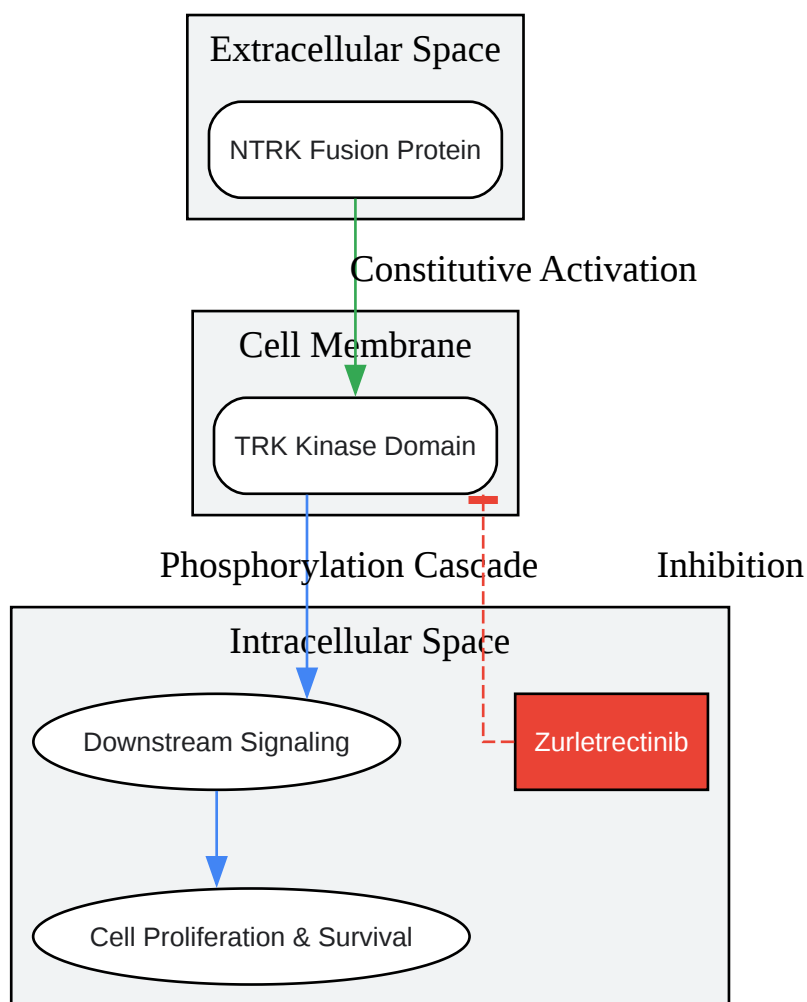 Extracellular Space
NTRK Fusion Protein
Constitutive Activation
Cell Membrane
TRK Kinase Domain
Phosphorylation Cascade
Inhibition
Intracellular Space
Downstream Signaling
Zurletrectinib
Cell Proliferation & Survival